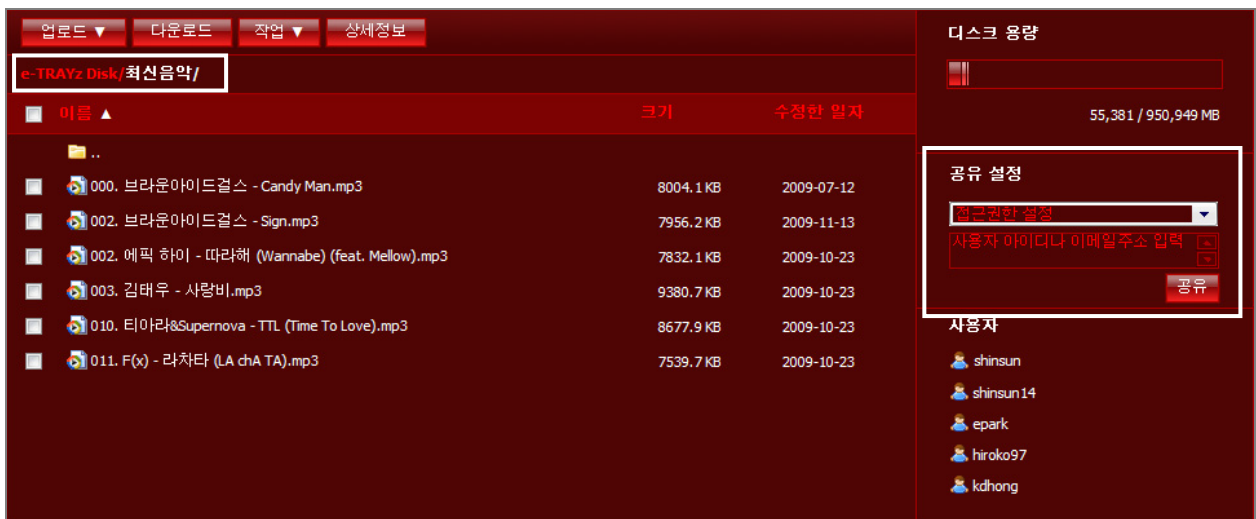 업로드 ▼ 다운로드 작업 ▼ 상세정보
e-TRAYz Disk/최신음악/
이름 ▲ 크기 수정한 일자
..
000. 브라운아이드걸스 - Candy Man.mp3 8004.1 KB 2009-07-12
002. 브라운아이드걸스 - Sign.mp3 7956.2 KB 2009-11-13
002. 에픽 하이 - 따라해 (Wannabe) (feat. Mellow).mp3 7832.1 KB 2009-10-23
003. 김태우 - 사랑비.mp3 9380.7 KB 2009-10-23
010. 티아라&Supernova - TTL (Time To Love).mp3 8677.9 KB 2009-10-23
011. F(x) - 라차타 (LA chA TA).mp3 7539.7 KB 2009-10-23
디스크 용량
55,381 / 950,949 MB
공유 설정
접근권한 설정
사용자 아이디나 이메일주소 입력
공유
사용자
shinsun
shinsun14
epark
hiroko97
kdhong